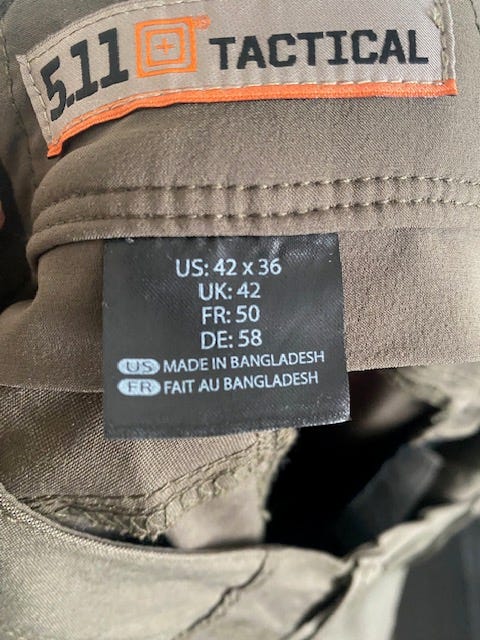 5.11 TACTICAL
US: 42 x 36
UK: 42
FR: 50
DE: 58
US MADE IN BANGLADESH
FR FAIT AU BANGLADESH